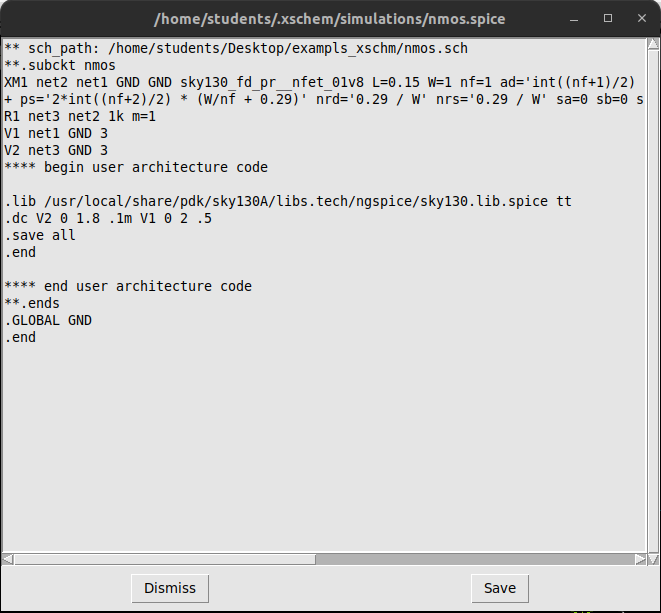 /home/students/.xschem/simulations/nmos.spice
** sch_path: /home/students/Desktop/exampls_xschm/nmos.sch
**.subckt nmos
XM1 net2 net1 GND GND sky130_fd_pr__nfet_01v8 L=0.15 W=1 nf=1 ad='int((nf+1)/2)
+ ps='2*int((nf+2)/2) * (W/nf + 0.29)' nrd='0.29 / W' nrs='0.29 / W' sa=0 sb=0 s
R1 net3 net2 1k m=1
V1 net1 GND 3
V2 net3 GND 3
**** begin user architecture code
.lib /usr/local/share/pdk/sky130A/libs.tech/ngspice/sky130.lib.spice tt
.dc V2 0 1.8 .1m V1 0 2 .5
.save all
.end
**** end user architecture code
**.ends
.GLOBAL GND
.end
Dismiss
Save